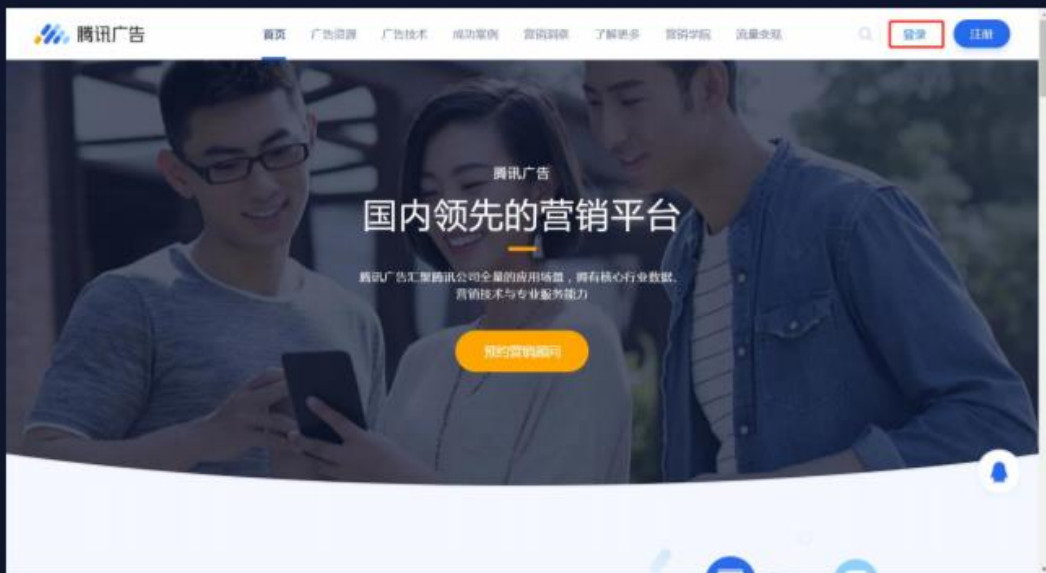 腾讯广告
首页 广告资源 广告技术 成功案例 营销洞察 了解更多 营销学院 流量变现 登录 注册
腾讯广告
国内领先的营销平台
腾讯广告汇聚腾讯公司全量的应用场景，拥有核心行业数据、
营销技术与专业服务能力
预约营销顾问